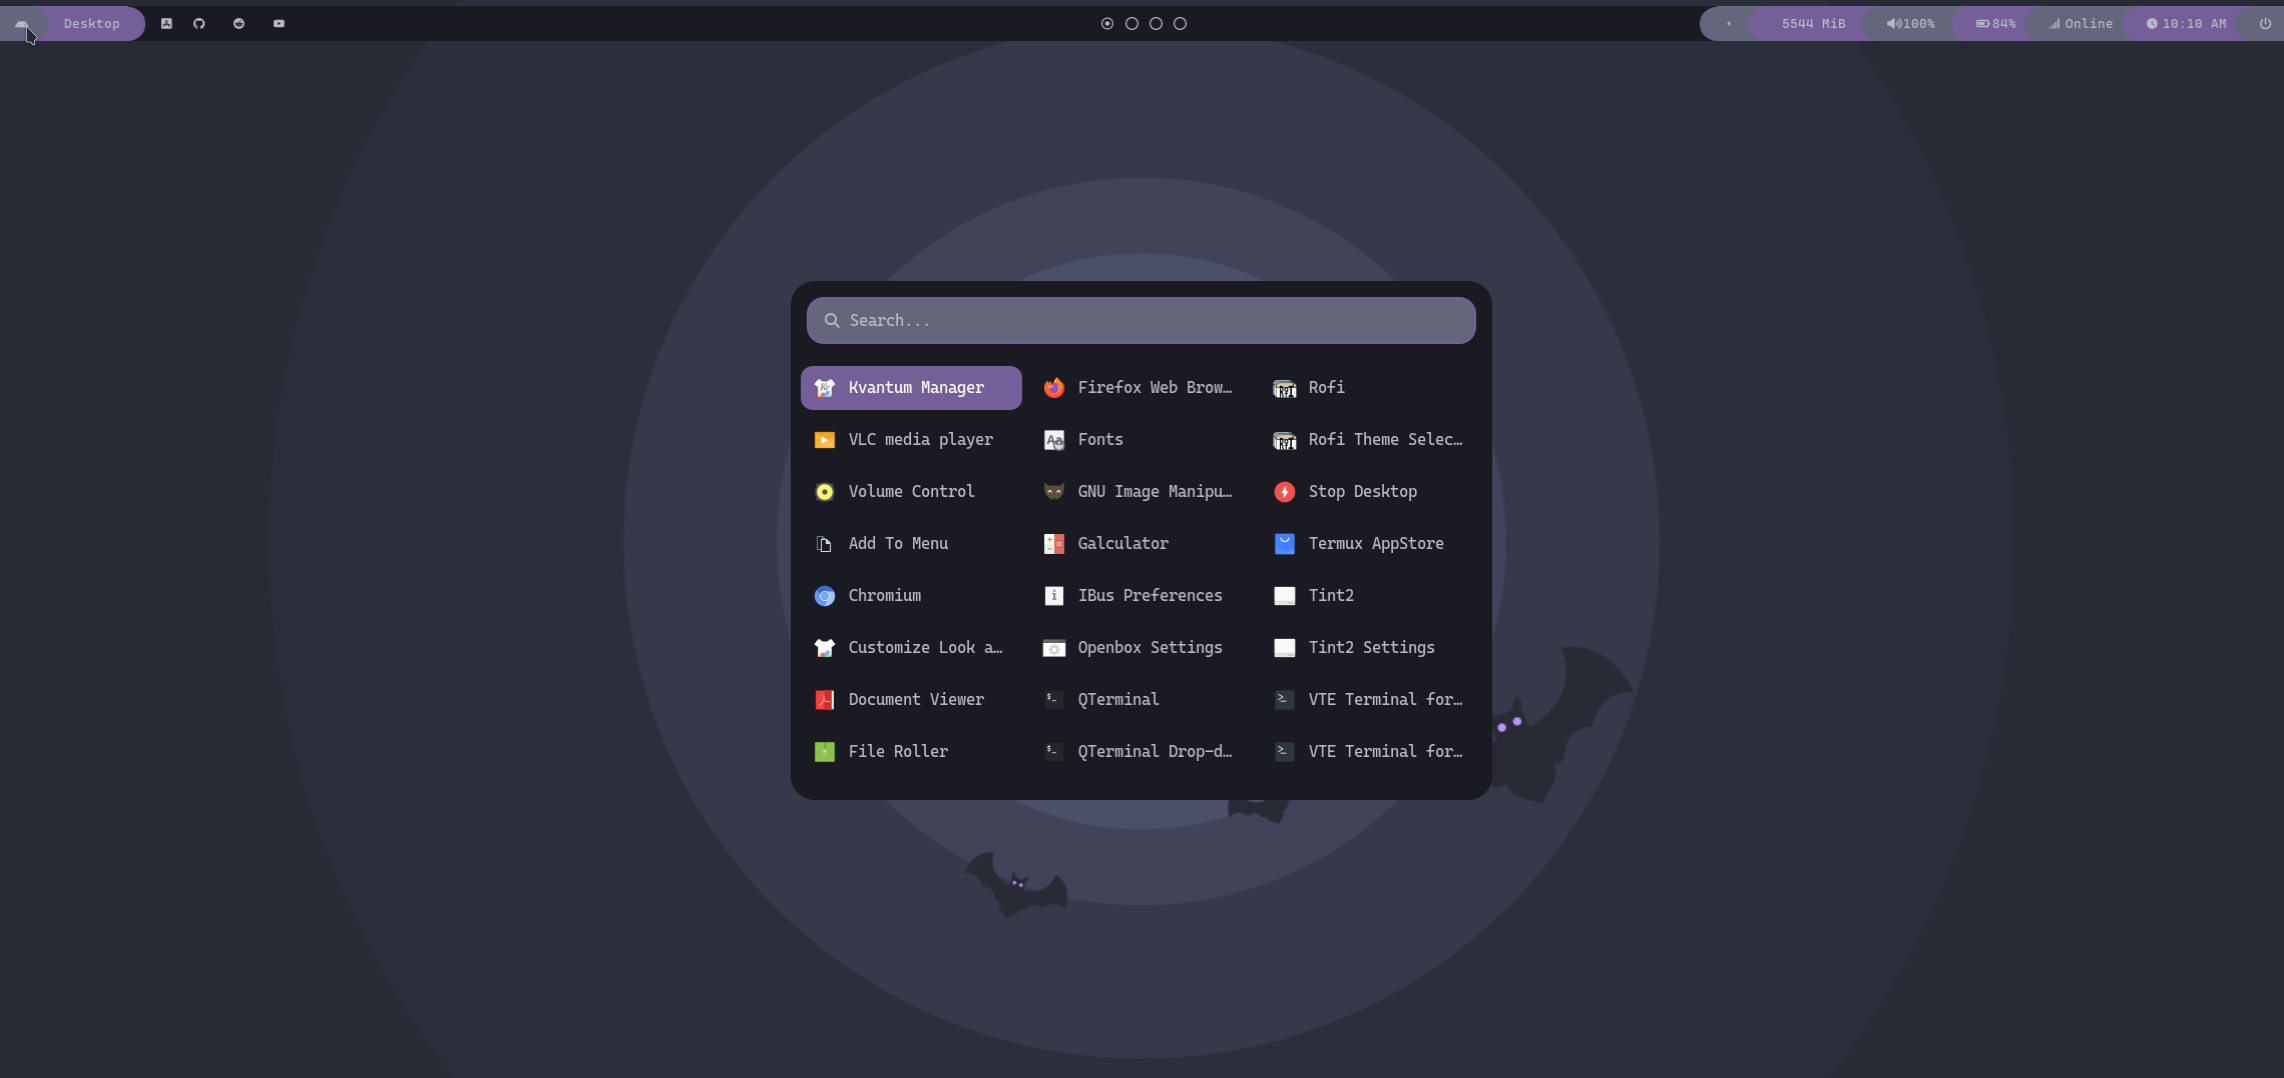 Desktop
5544 MiB
100%
84%
Online
10:10 AM
Search...
Kvantum Manager
Firefox Web Brow…
Rofi
VLC media player
Fonts
Rofi Theme Selec…
Volume Control
GNU Image Manipu…
Stop Desktop
Add To Menu
Galculator
Termux AppStore
Chromium
IBus Preferences
Tint2
Customize Look a…
Openbox Settings
Tint2 Settings
Document Viewer
QTerminal
VTE Terminal for…
File Roller
QTerminal Drop-d…
VTE Terminal for…